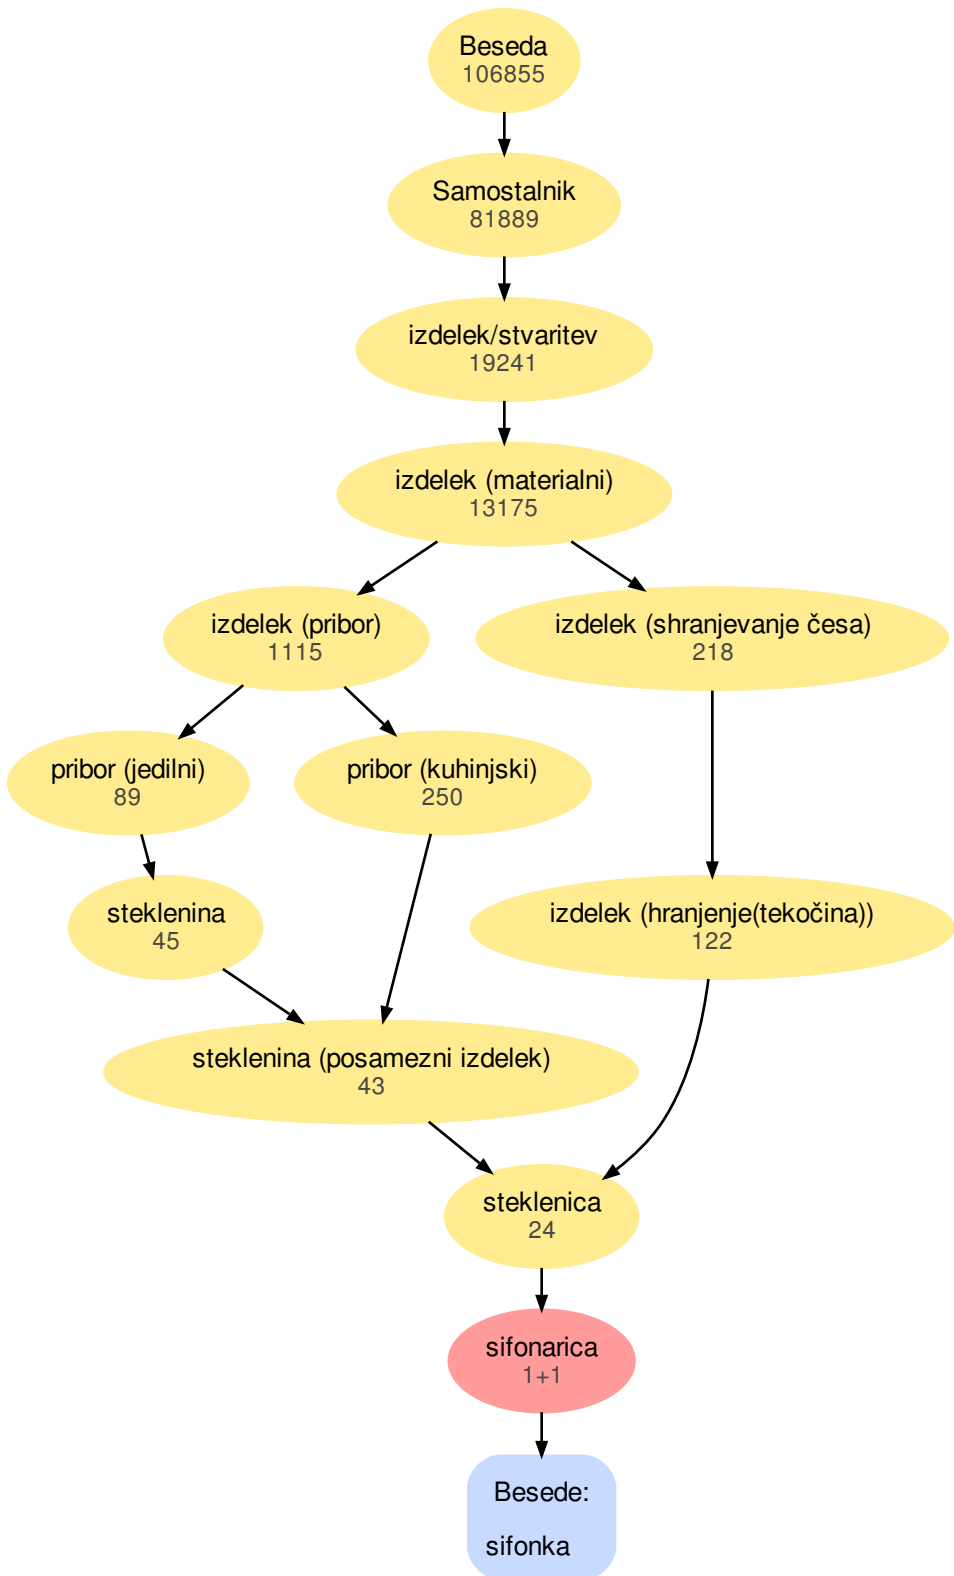 Beseda
106855
Samostalnik
81889
izdelek/stvaritev
19241
izdelek (materialni)
13175
izdelek (pribor)
1115
izdelek (shranjevanje česa)
218
pribor (jedilni)
89
pribor (kuhinjski)
250
steklenina
45
izdelek (hranjenje(tekočina))
122
steklenina (posamezni izdelek)
43
steklenica
24
sifonarica
1+1
Besede:
sifonka